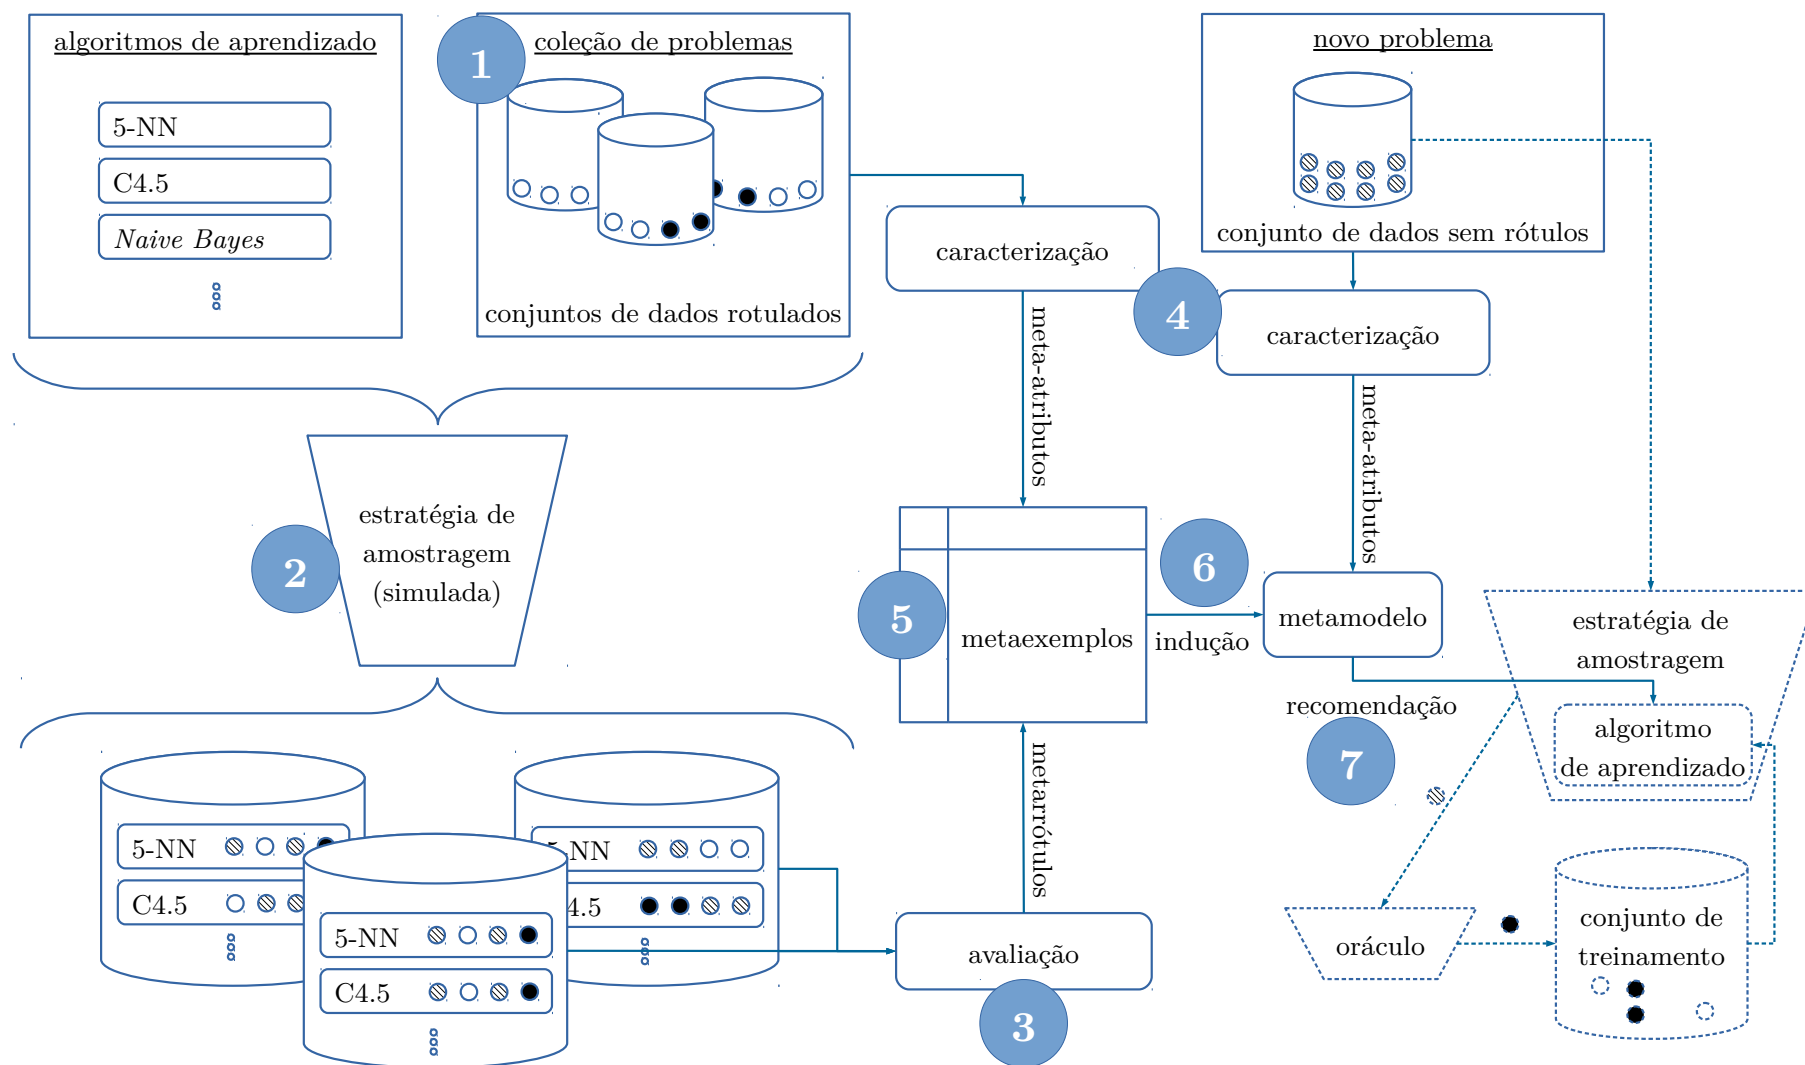 algoritmos de aprendizado
5-NN
C4.5
Naive Bayes
1
coleção de problemas
conjuntos de dados rotulados
novo problema
conjunto de dados sem rótulos
caracterização
4
caracterização
meta-atributos
meta-atributos
2
estratégia de
amostragem
(simulada)
5
metaexemplos
6
indução
metamodelo
recomendação
7
estratégia de
amostragem
algoritmo
de aprendizado
metarrótulos
5-NN
C4.5
5-NN
C4.5
5-NN
4.5
avaliação
3
oráculo
conjunto de
treinamento